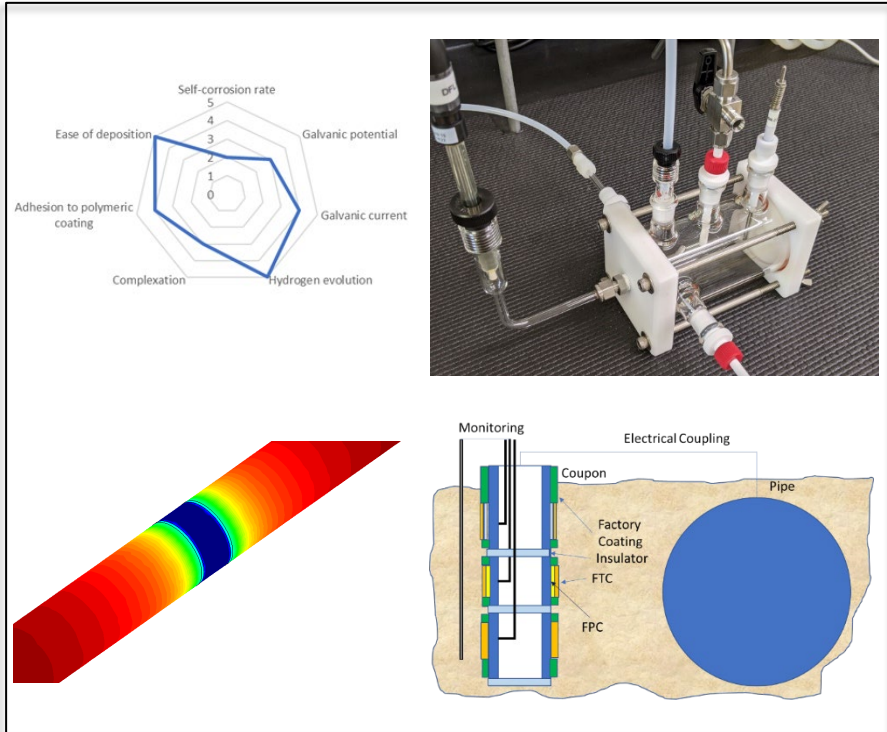 Self-corrosion rate
5
4
3
2
1
0
Ease of deposition
Galvanic potential
Adhesion to polymeric
coating
Galvanic current
Complexation
Hydrogen evolution
DFL
Monitoring
Electrical Coupling
Coupon
Pipe
Factory
Coating
Insulator
FTC
FPC